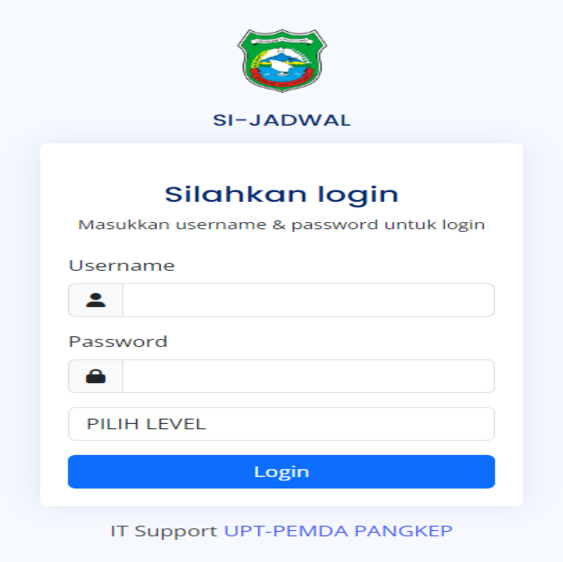 SI-JADWAL
Silahkan login
Masukkan username & password untuk login
Username
Password
PILIH LEVEL
Login
IT Support UPT-PEMDA PANGKEP